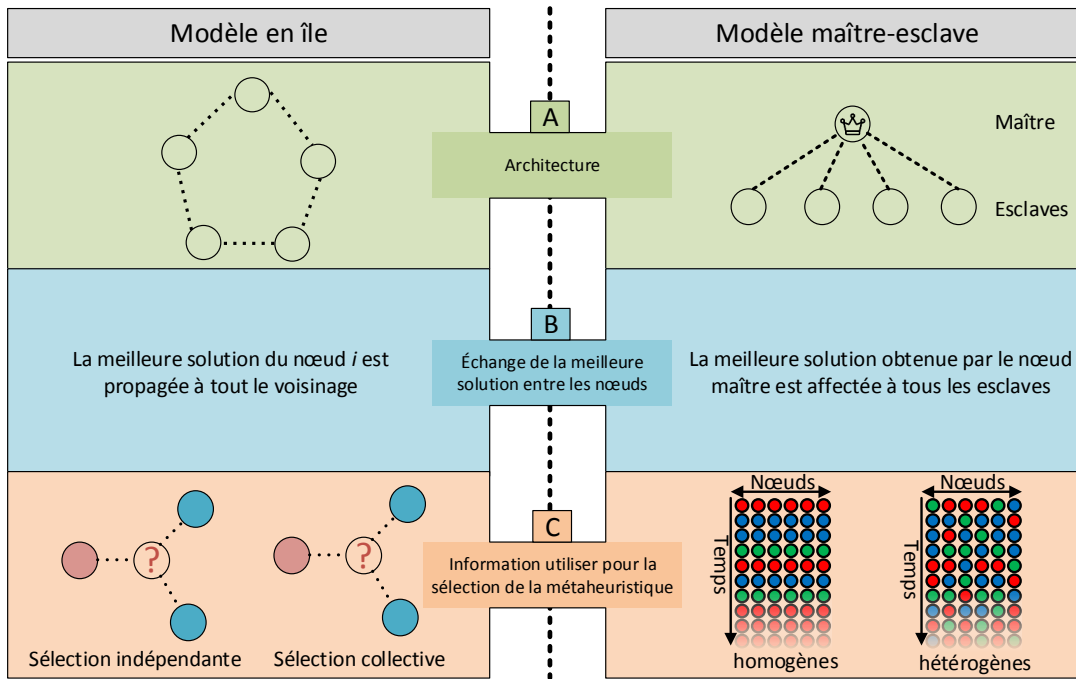 Modèle en île
Modèle maître-esclave
A
Architecture
Maître
Esclaves
B
Échange de la meilleure
solution entre les nœuds
La meilleure solution du nœud i est
propagée à tout le voisinage
La meilleure solution obtenue par le nœud
maître est affectée à tous les esclaves
C
Information utiliser pour la
sélection de la métaheuristique
?
?
Sélection indépendante
Sélection collective
Nœuds
Temps
homogènes
Nœuds
Temps
hétérogènes